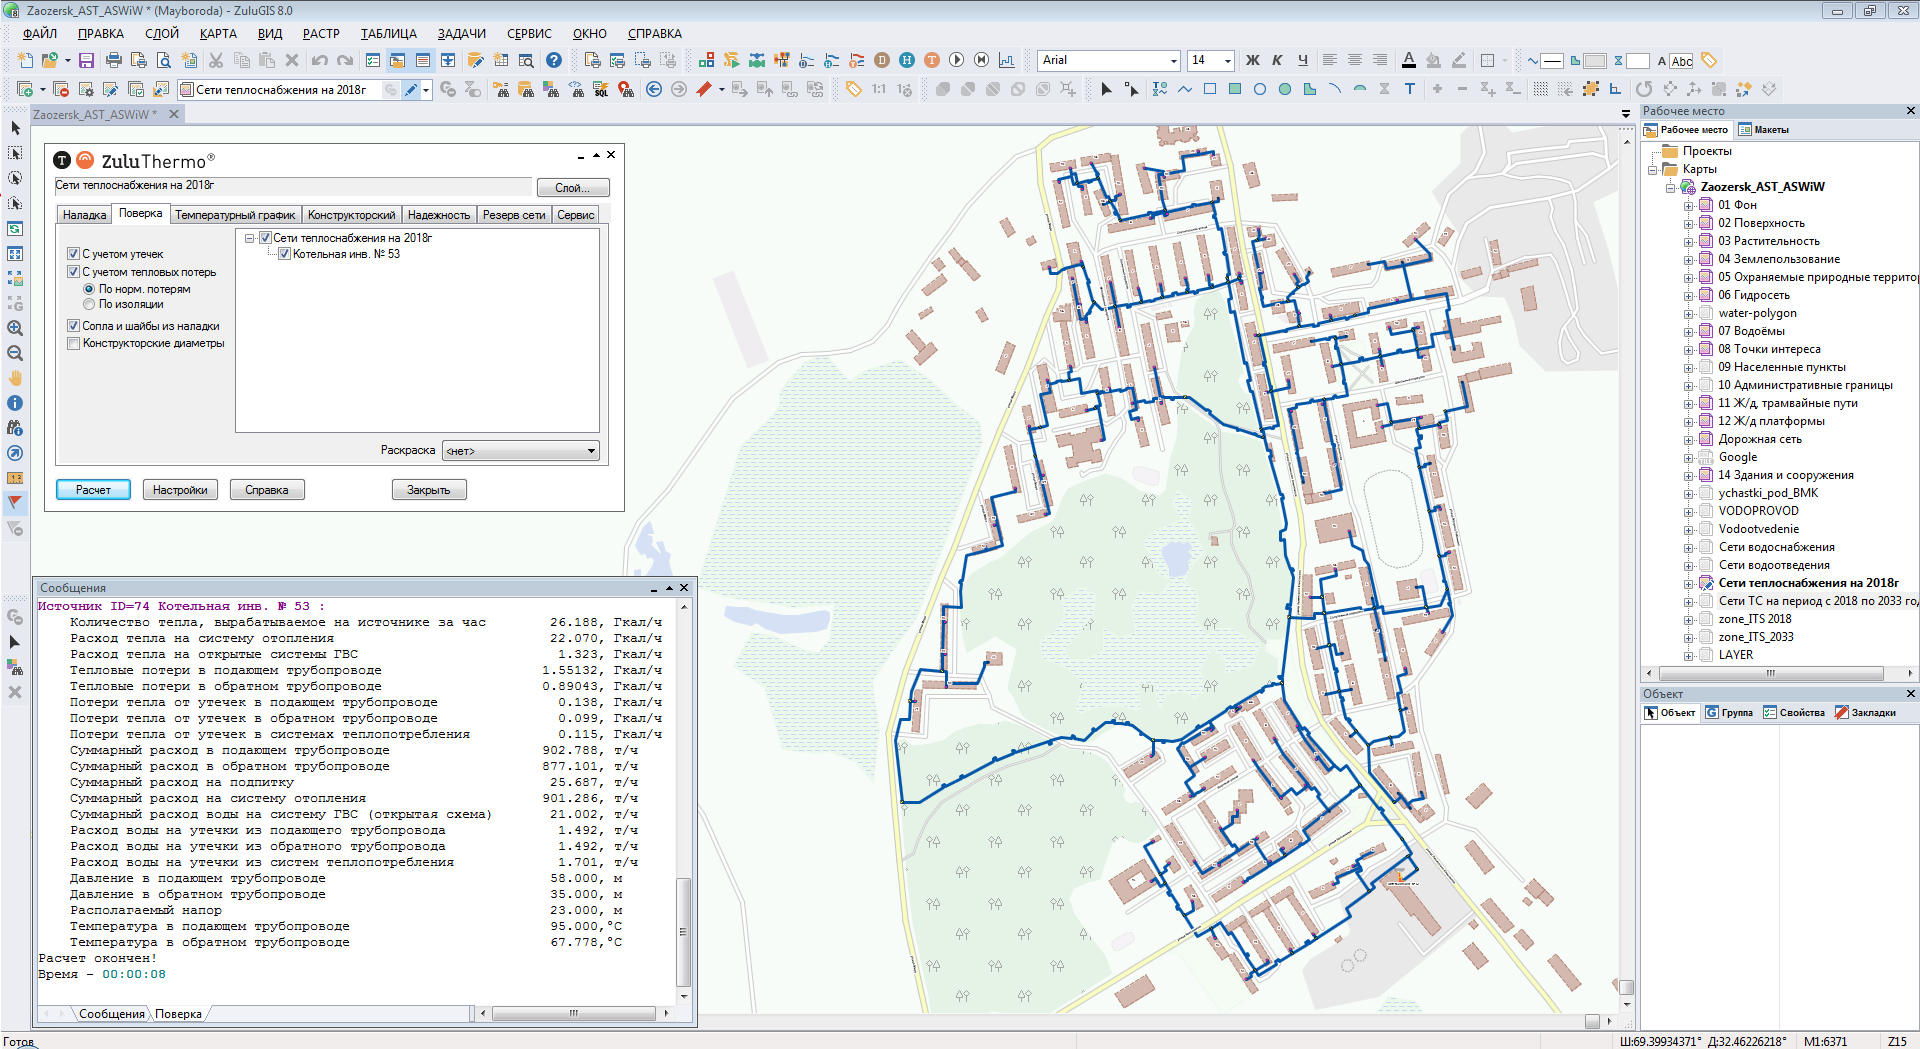 Zaozersk_AST_ASWiW * (Mayboroda) - ZuluGIS 8.0
ФАЙЛ ПРАВКА СЛОЙ КАРТА ВИД РАСТР ТАБЛИЦА ЗАДАЧИ СЕРВИС ОКНО СПРАВКА
Arial 14 Ж К Ч A A Abc
Сети теплоснабжения на 2018г
1:1
SQL
Zaozersk_AST_ASWiW *
ZuluThermo®
Сети теплоснабжения на 2018г
Слой...
Наладка Поверка Температурный график Конструкторский Надежность Резерв сети Сервис
С учетом утечек
С учетом тепловых потерь
По норм. потерям
По изоляции
Сопла и шайбы из наладки
Конструкторские диаметры
Сети теплоснабжения на 2018г
Котельная инв. № 53
Раскраска <нет>
Расчет Настройки Справка Закрыть
Сообщения
Источник ID=74 Котельная инв. № 53 :
Количество тепла, вырабатываемое на источнике за час 26.188, Гкал/ч
Расход тепла на систему отопления 22.070, Гкал/ч
Расход тепла на открытые системы ГВС 1.323, Гкал/ч
Тепловые потери в подающем трубопроводе 1.55132, Гкал/ч
Тепловые потери в обратном трубопроводе 0.89043, Гкал/ч
Потери тепла от утечек в подающем трубопроводе 0.138, Гкал/ч
Потери тепла от утечек в обратном трубопроводе 0.099, Гкал/ч
Потери тепла от утечек в системах теплопотребления 0.115, Гкал/ч
Суммарный расход в подающем трубопроводе 902.788, т/ч
Суммарный расход в обратном трубопроводе 877.101, т/ч
Суммарный расход на подпитку 25.687, т/ч
Суммарный расход на систему отопления 901.286, т/ч
Суммарный расход воды на систему ГВС (открытая схема) 21.002, т/ч
Расход воды на утечки из подающего трубопровода 1.492, т/ч
Расход воды на утечки из обратного трубопровода 1.492, т/ч
Расход воды на утечки из систем теплопотребления 1.701, т/ч
Давление в подающем трубопроводе 58.000, м
Давление в обратном трубопроводе 35.000, м
Располагаемый напор 23.000, м
Температура в подающем трубопроводе 95.000,°C
Температура в обратном трубопроводе 67.778,°C
Расчет окончен!
Время - 00:00:08
Сообщения Поверка
Рабочее место
Рабочее место Макеты
Проекты
Карты
Zaozersk_AST_ASWiW
01 Фон
02 Поверхность
03 Растительность
04 Землепользование
05 Охраняемые природные территор
06 Гидросеть
water-polygon
07 Водоёмы
08 Точки интереса
09 Населенные пункты
10 Административные границы
11 Ж/д, трамвайные пути
12 Ж/д платформы
Дорожная сеть
Google
14 Здания и сооружения
ychastki_pod_BMK
VODOPROVOD
Vodootvedenie
Сети водоснабжения
Сети водоотведения
Сети теплоснабжения на 2018г
Сети ТС на период с 2018 по 2033 го
zone_ITS 2018
zone_ITS_2033
LAYER
Объект
Объект Группа Свойства Закладки
Готов
Ш:69.39934371° Д:32.46226218° М1:6371 Z15